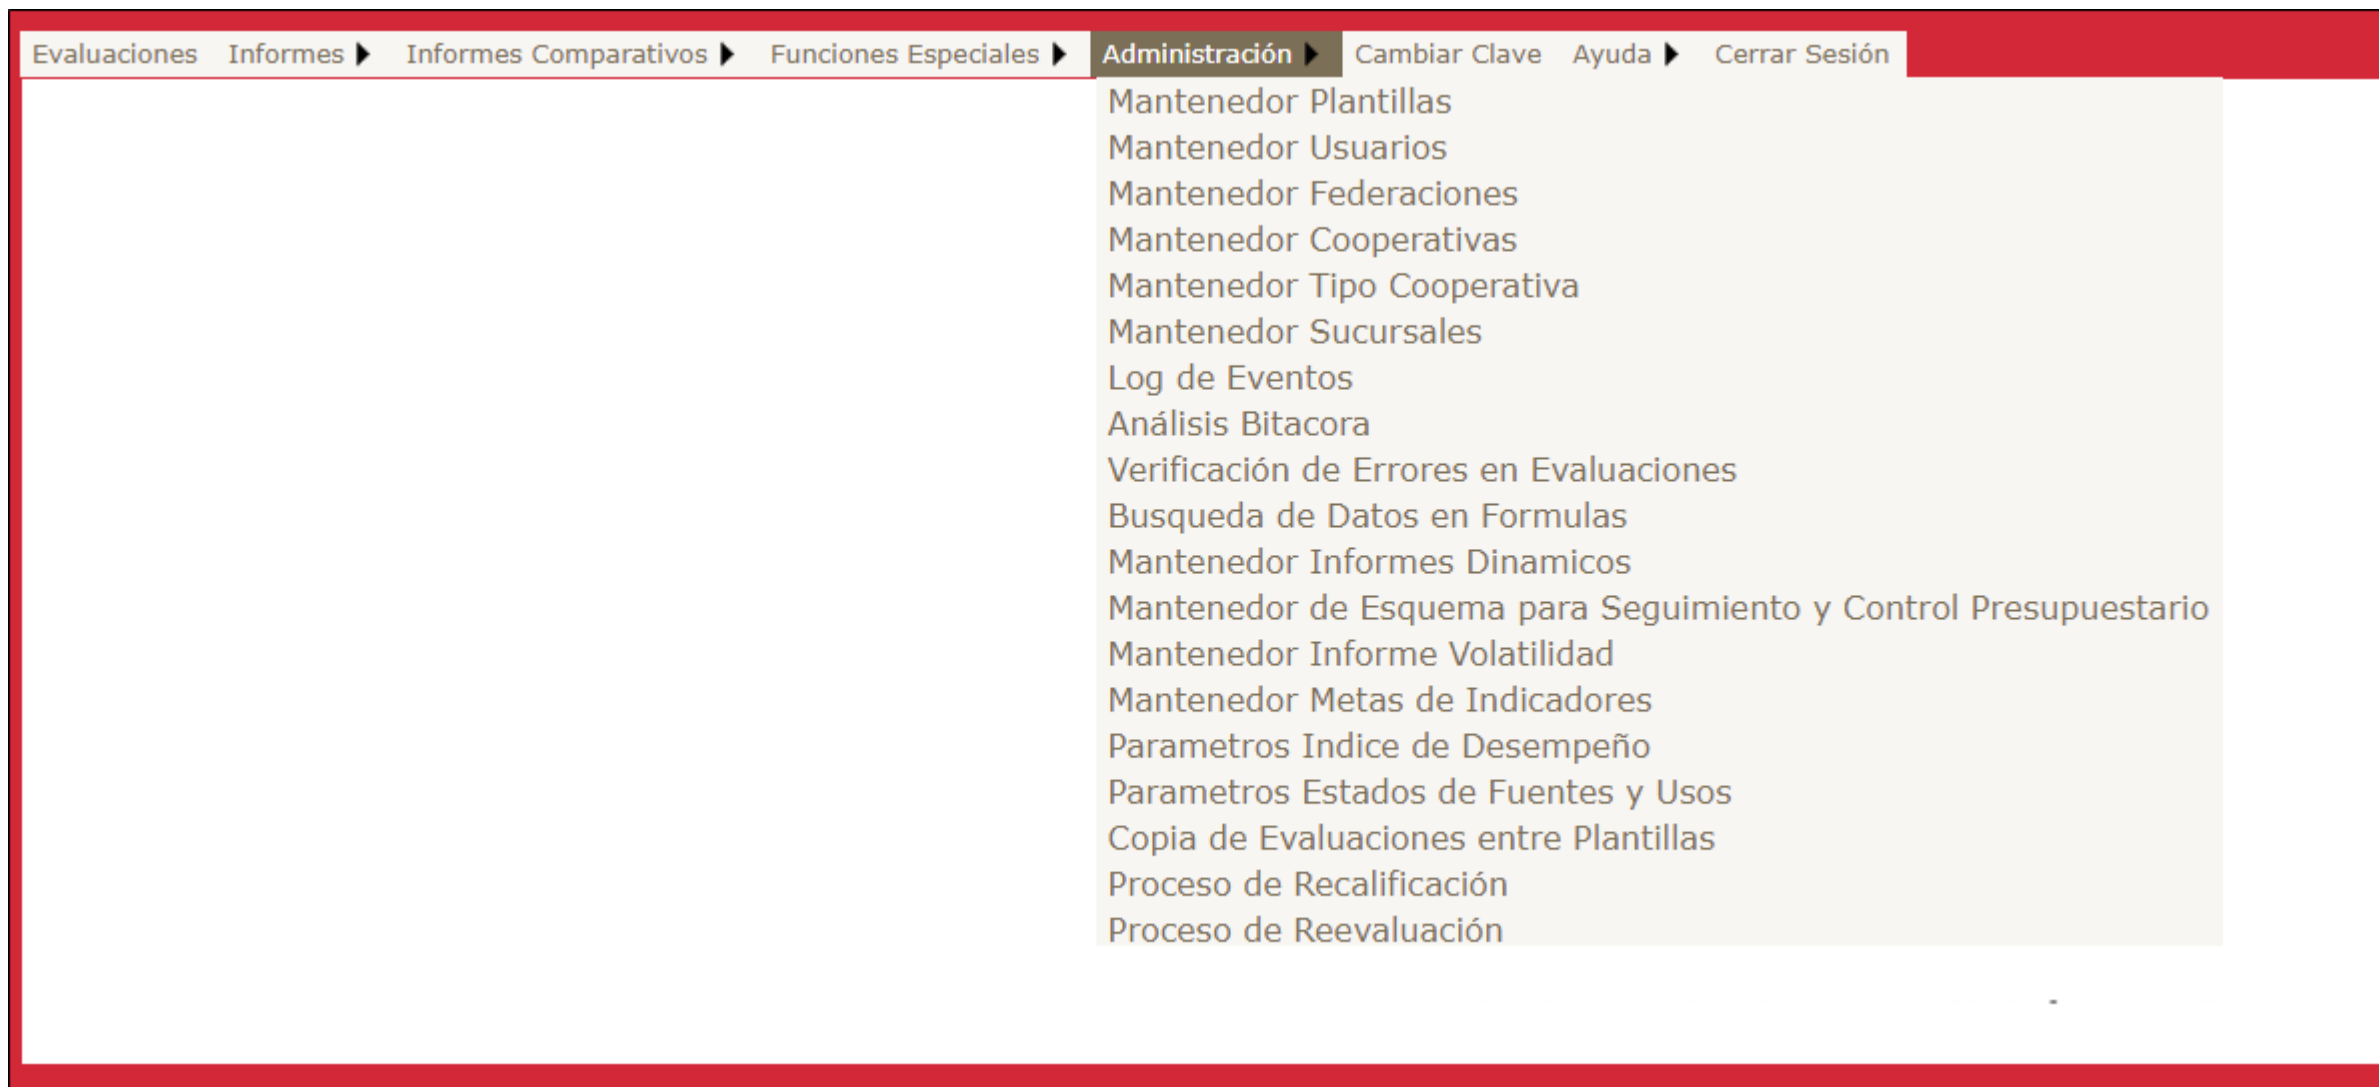 Evaluaciones Informes Informes Comparativos Funciones Especiales Administración Cambiar Clave Ayuda Cerrar Sesión
Mantenedor Plantillas
Mantenedor Usuarios
Mantenedor Federaciones
Mantenedor Cooperativas
Mantenedor Tipo Cooperativa
Mantenedor Sucursales
Log de Eventos
Análisis Bitacora
Verificación de Errores en Evaluaciones
Busqueda de Datos en Formulas
Mantenedor Informes Dinamicos
Mantenedor de Esquema para Seguimiento y Control Presupuestario
Mantenedor Informe Volatilidad
Mantenedor Metas de Indicadores
Parametros Indice de Desempeño
Parametros Estados de Fuentes y Usos
Copia de Evaluaciones entre Plantillas
Proceso de Recalificación
Proceso de Reevaluación